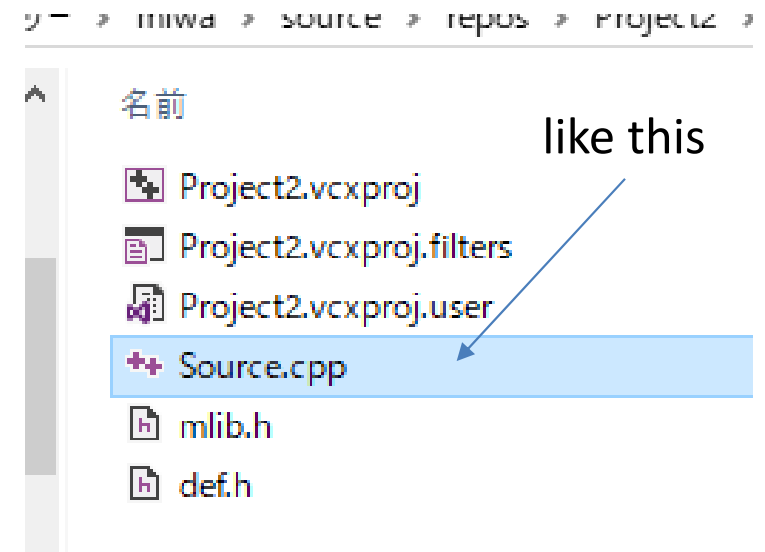 miwa > source > repos > Project2 >
名前
like this
Project2.vcxproj
Project2.vcxproj.filters
Project2.vcxproj.user
Source.cpp
mlib.h
def.h